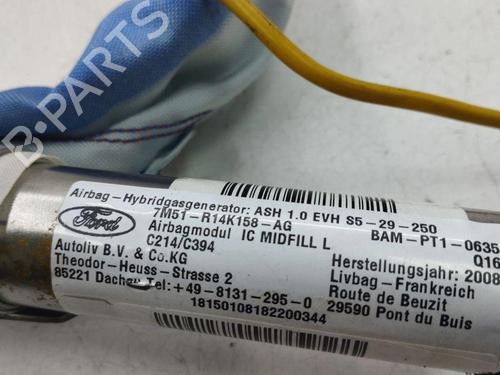 B-PARTS
Airbag-Hybridgasgenerator: ASH 1.0 EVH S5-29-250
7M51-R14K158-AG
BAM-PT1-0635
Ford
Airbagmodul IC MIDFILL L
Q16
C214/C394
Autoliv B.V. & Co.KG
Theodor-Heuss-Strasse 2
85221 Dachau Tel:+49-8131-295-0
Herstellungsjahr: 2008
Livbag-Frankreich
Route de Beuzit
29590 Pont du Buis
18150108182200344